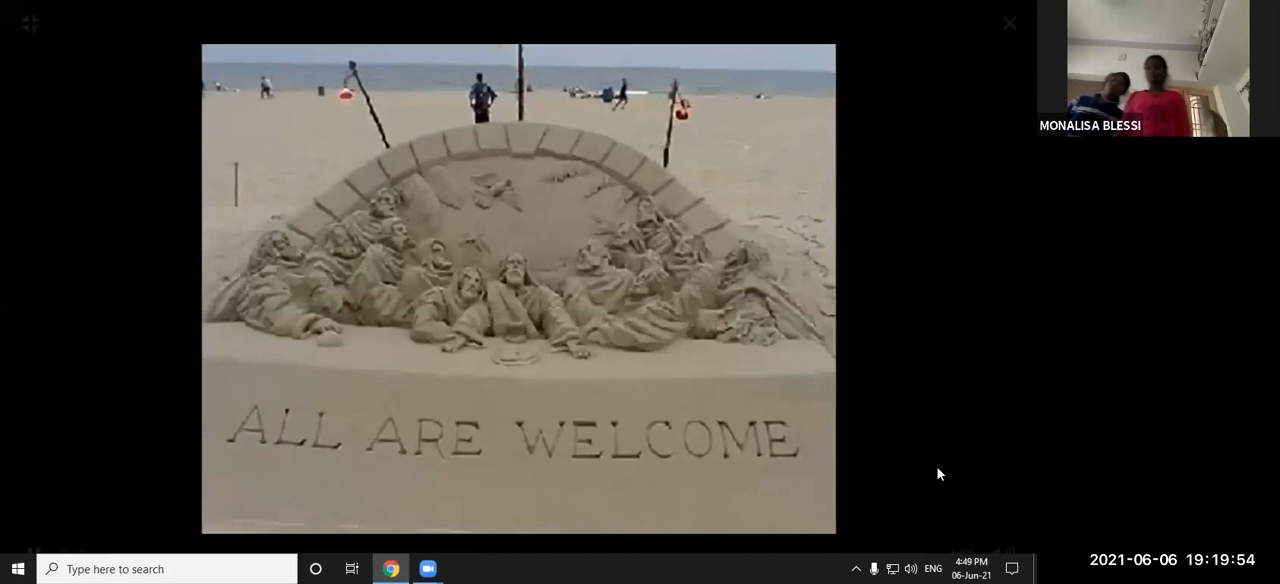 MONALISA BLESSI
ALL ARE WELCOME
Type here to search
ENG
4:49 PM
06-Jun-21
2021-06-06 19:19:54